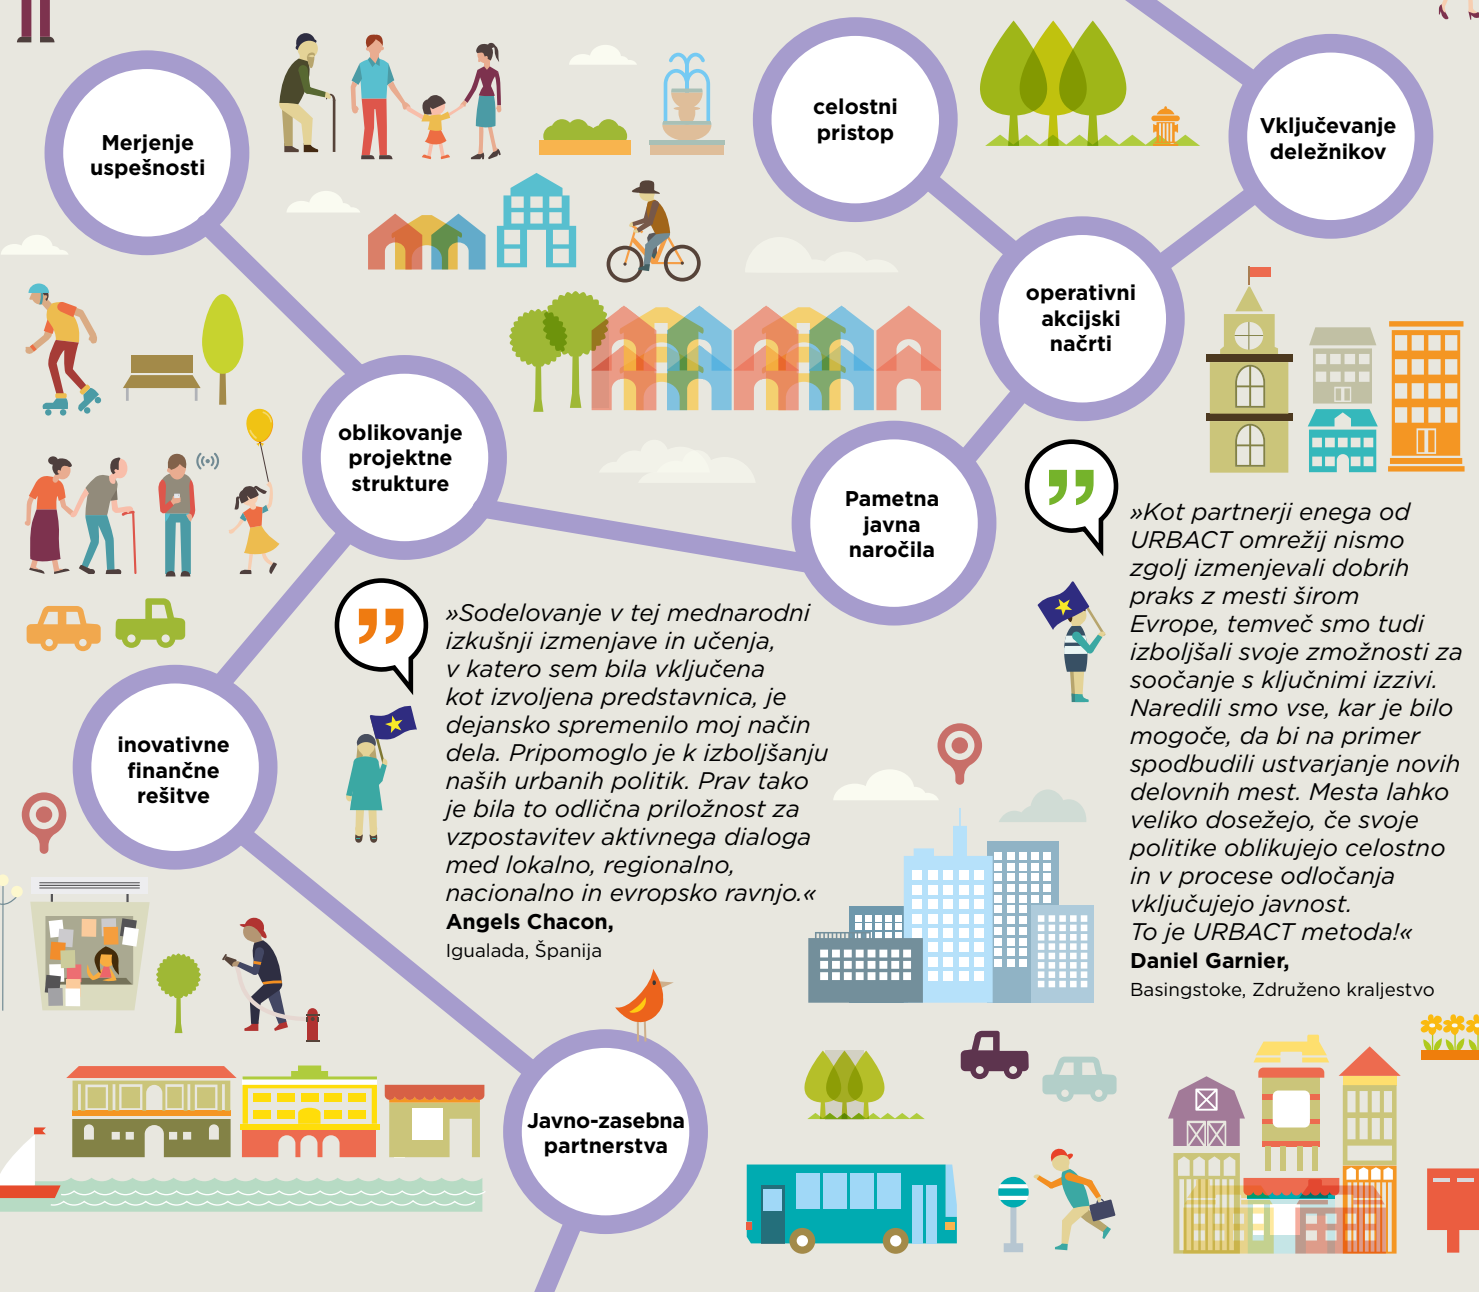 Merjenje
uspešnosti
celostni
pristop
Vključevanje
deležnikov
operativni
akcijski
načrti
oblikovanje
projektne
strukture
Pametna
javna
naročila
inovativne
finančne
rešitve
»Sodelovanje v tej mednarodni
izkušnji izmenjave in učenja,
v katero sem bila vključena
kot izvoljena predstavnica, je
dejansko spremenilo moj način
dela. Pripomoglo je k izboljšanju
naših urbanih politik. Prav tako
je bila to odlična priložnost za
vzpostavitev aktivnega dialoga
med lokalno, regionalno,
nacionalno in evropsko ravnjo.«
Angels Chacon,
Igualada, Španija
»Kot partnerji enega od
URBACT omrežij nismo
zgolj izmenjevali dobrih
praks z mesti širom
Evrope, temveč smo tudi
izboljšali svoje zmožnosti za
soočanje s ključnimi izzivi.
Naredili smo vse, kar je bilo
mogoče, da bi na primer
spodbudili ustvarjanje novih
delovnih mest. Mesta lahko
veliko dosežejo, če svoje
politike oblikujejo celostno
in v procese odločanja
vključujejo javnost.
To je URBACT metoda!«
Daniel Garnier,
Basingstoke, Združeno kraljestvo
Javno-zasebna
partnerstva